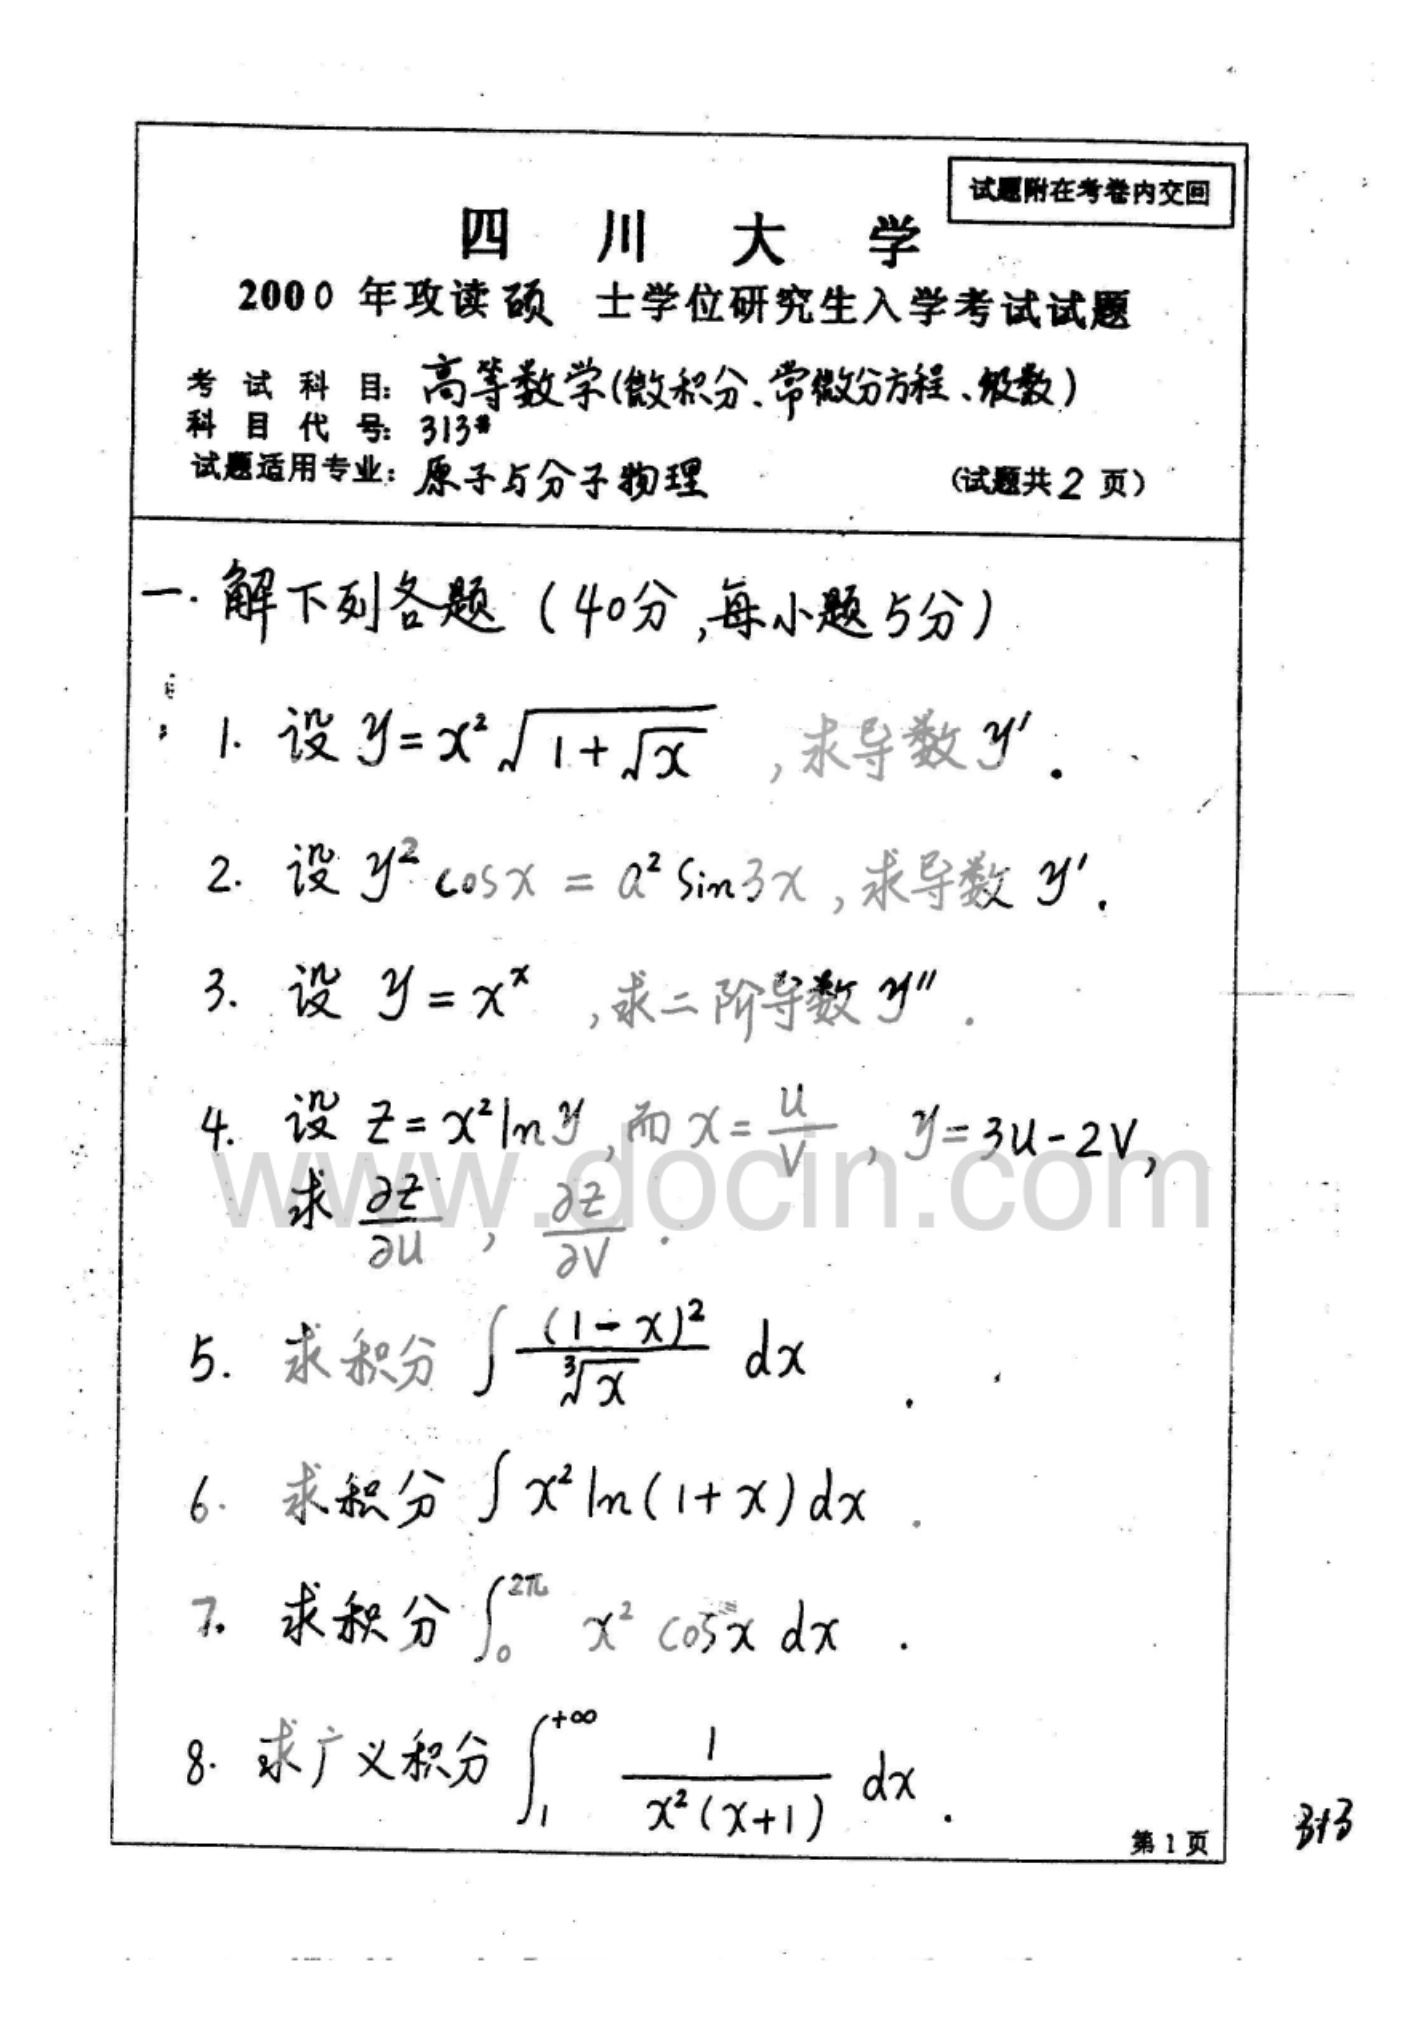 试题附在考卷内交回
四 川 大 学
2000 年攻读硕 士学位研究生入学考试试题
考 试 科 目: 高等数学(微积分、常微分方程、级数)
科 目 代 号: 313#
试题适用专业: 原子与分子物理 (试题共 2 页)
一. 解下列各题 (40分,每小题5分)
1. 设 y = x²√(1+√x) ,求导数 y′.
2. 设 y² cosx = a² sin3x, 求导数 y′.
3. 设 y = x^x ,求二阶导数 y″.
4. 设 z = x² ln y, 而 x = u/v , y = 3u - 2v,
求 ∂z/∂u , ∂z/∂v .
5. 求积分 ∫ (1-x)²/∛x dx .
6. 求积分 ∫ x² ln(1+x) dx .
7. 求积分 ∫₀^2π x² cosx dx .
8. 求广义积分 ∫₁^+∞ 1/(x²(x+1)) dx .
第 1 页
313
www.docin.com